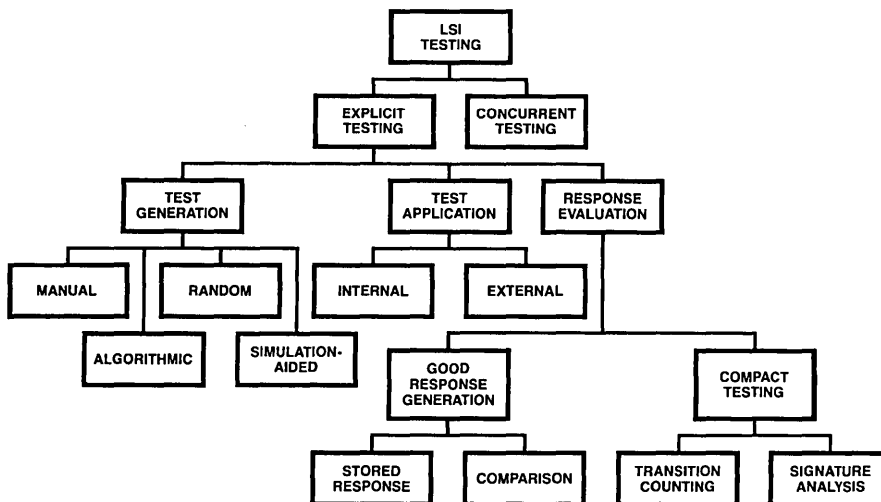 LSI
TESTING
EXPLICIT
TESTING
CONCURRENT
TESTING
TEST
GENERATION
TEST
APPLICATION
RESPONSE
EVALUATION
MANUAL
RANDOM
INTERNAL
EXTERNAL
ALGORITHMIC
SIMULATION-
AIDED
GOOD
RESPONSE
GENERATION
COMPACT
TESTING
STORED
RESPONSE
COMPARISON
TRANSITION
COUNTING
SIGNATURE
ANALYSIS